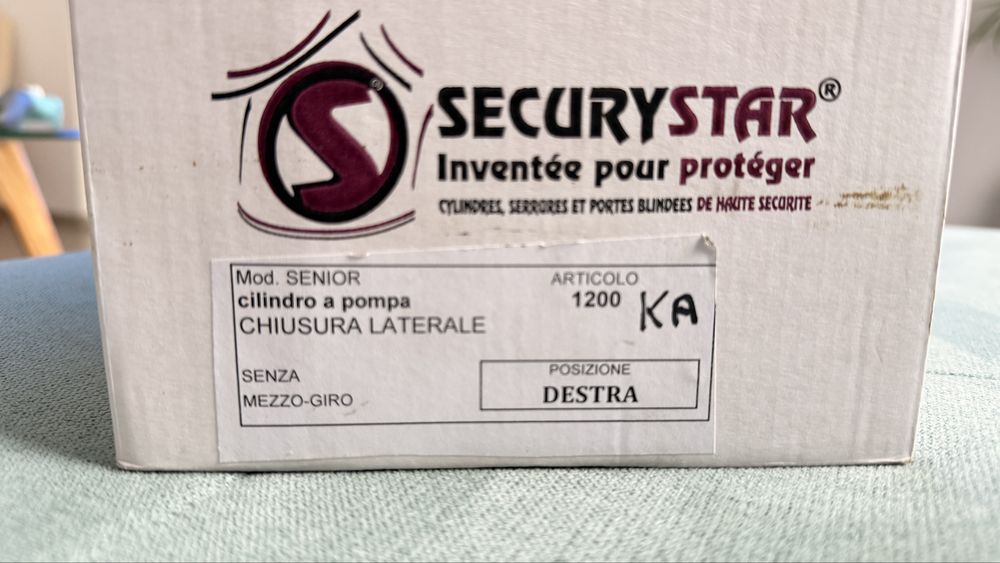 SECURYSTAR®
Inventée pour protéger
CYLINDRES, SERRURES ET PORTES BLINDEES DE HAUTE SECURITE
Mod. SENIOR ARTICOLO
cilindro a pompa 1200 KA
CHIUSURA LATERALE
SENZA POSIZIONE
MEZZO-GIRO DESTRA